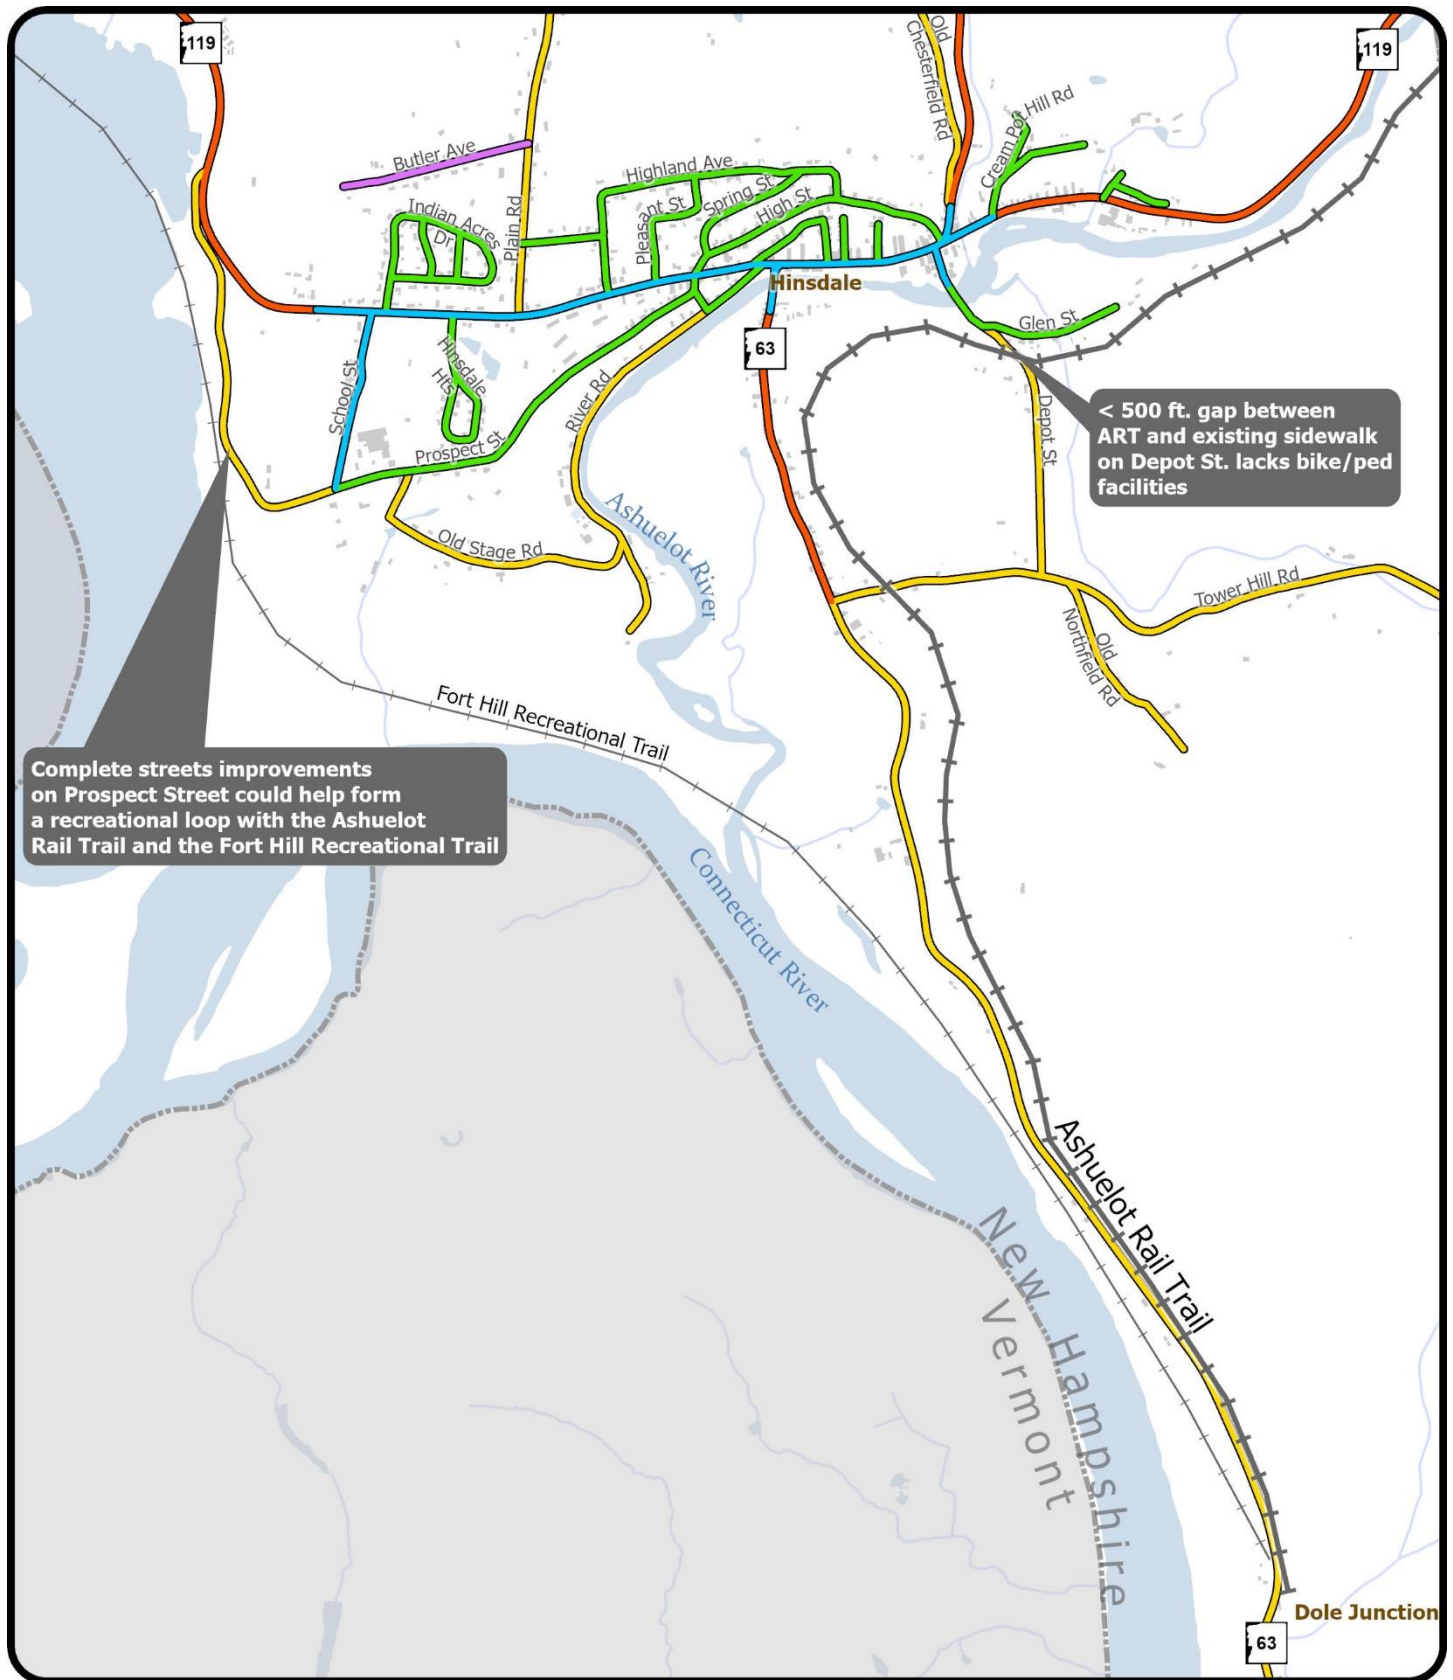 119
119
Old
Chesterfield Rd
Cream Pot Hill Rd
Butler Ave
Highland Ave
Spring St
Pleasant St
High St
Indian Acres
Dr
Plain Rd
Hinsdale
Glen St
63
School St
Hinsdale
Hts
River Rd
Prospect St
Depot St
< 500 ft. gap between
ART and existing sidewalk
on Depot St. lacks bike/ped
facilities
Ashuelot River
Old Stage Rd
Tower Hill Rd
Old
Northfield Rd
Fort Hill Recreational Trail
Complete streets improvements
on Prospect Street could help form
a recreational loop with the Ashuelot
Rail Trail and the Fort Hill Recreational Trail
Connecticut River
Ashuelot Rail Trail
New Hampshire
Vermont
Dole Junction
63